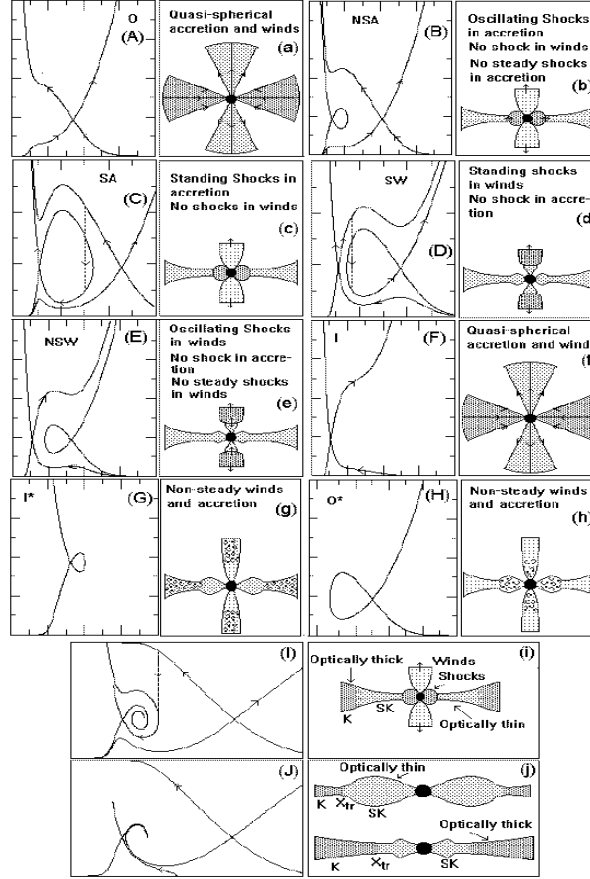 O
(A)
Quasi-spherical
accretion and winds
(a)
NSA
(B)
Oscillating Shocks
in accretion
No shock in winds
No steady shocks
in accretion
(b)
SA
(C)
Standing Shocks in
accretion
No shocks in winds
(c)
SW
(D)
Standing shocks
in winds
No shock in accre-
tion
(d)
NSW
(E)
Oscillating Shocks
in winds
No shock in accre-
tion
No steady shocks
in winds
(e)
I
(F)
Quasi-spherical
accretion and wind
(f
I*
(G)
Non-steady winds
and accretion
(g)
O*
(H)
Non-steady winds
and accretion
(h)
(I)
(i)
Optically thick
Winds
Shocks
K
SK
Optically thin
(J)
(j)
Optically thin
K
Xtr
SK
Optically thick
K
Xtr
SK